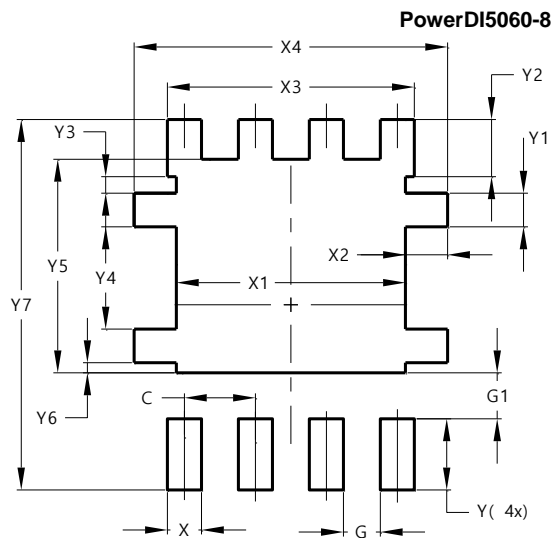 PowerDI5060-8
X4
X3
Y2
Y3
Y1
X2
Y5
Y4
X1
Y7
C
G1
Y6
X
G
Y( 4x)